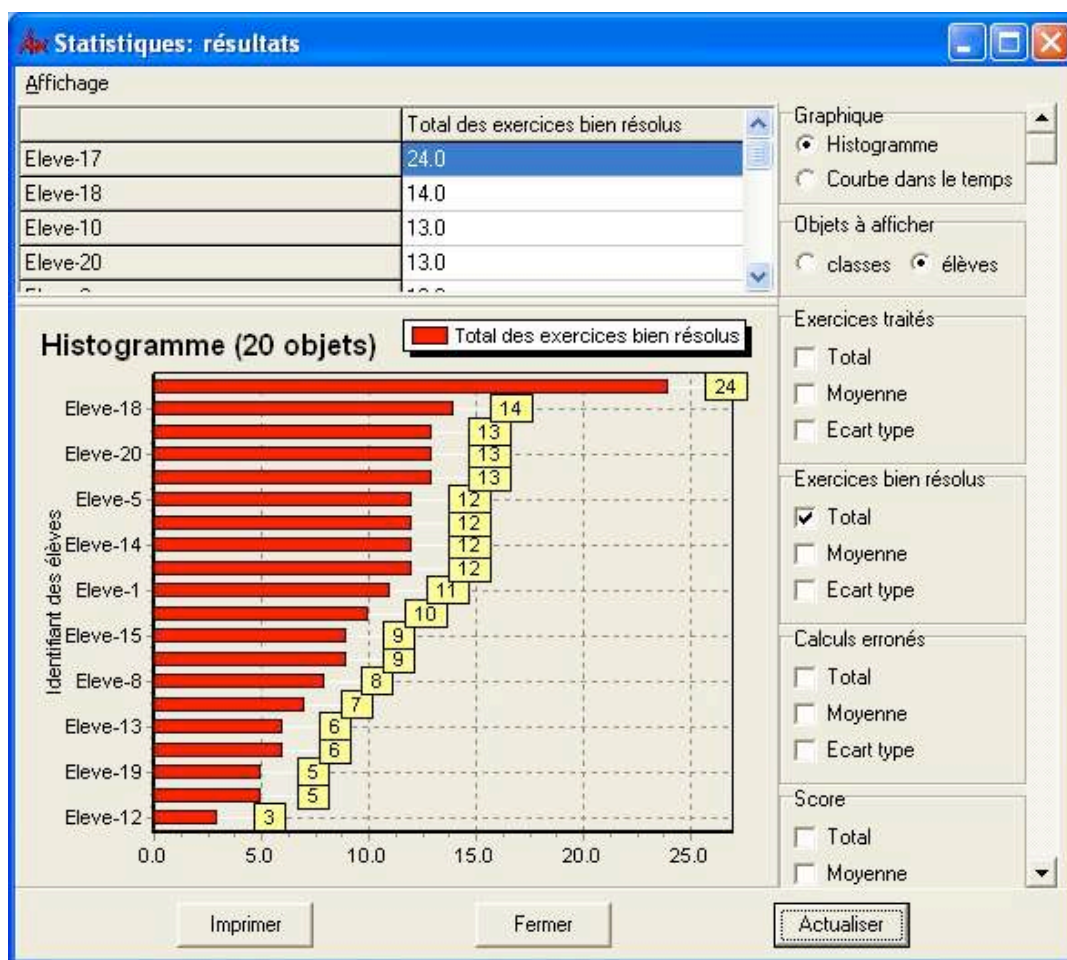 Statistiques: résultats
Affichage
Total des exercices bien résolus
Eleve-17 24.0
Eleve-18 14.0
Eleve-10 13.0
Eleve-20 13.0
Histogramme (20 objets)
Total des exercices bien résolus
Identifiant des élèves
24
Eleve-18 14
13
Eleve-20 13
13
Eleve-5 12
12
Eleve-14 12
12
Eleve-1 11
10
Eleve-15 9
9
Eleve-8 8
7
Eleve-13 6
6
Eleve-19 5
5
Eleve-12 3
0.0 5.0 10.0 15.0 20.0 25.0
Graphique
Histogramme
Courbe dans le temps
Objets à afficher
classes élèves
Exercices traités
Total
Moyenne
Ecart type
Exercices bien résolus
Total
Moyenne
Ecart type
Calculs erronés
Total
Moyenne
Ecart type
Score
Total
Moyenne
Imprimer Fermer Actualiser